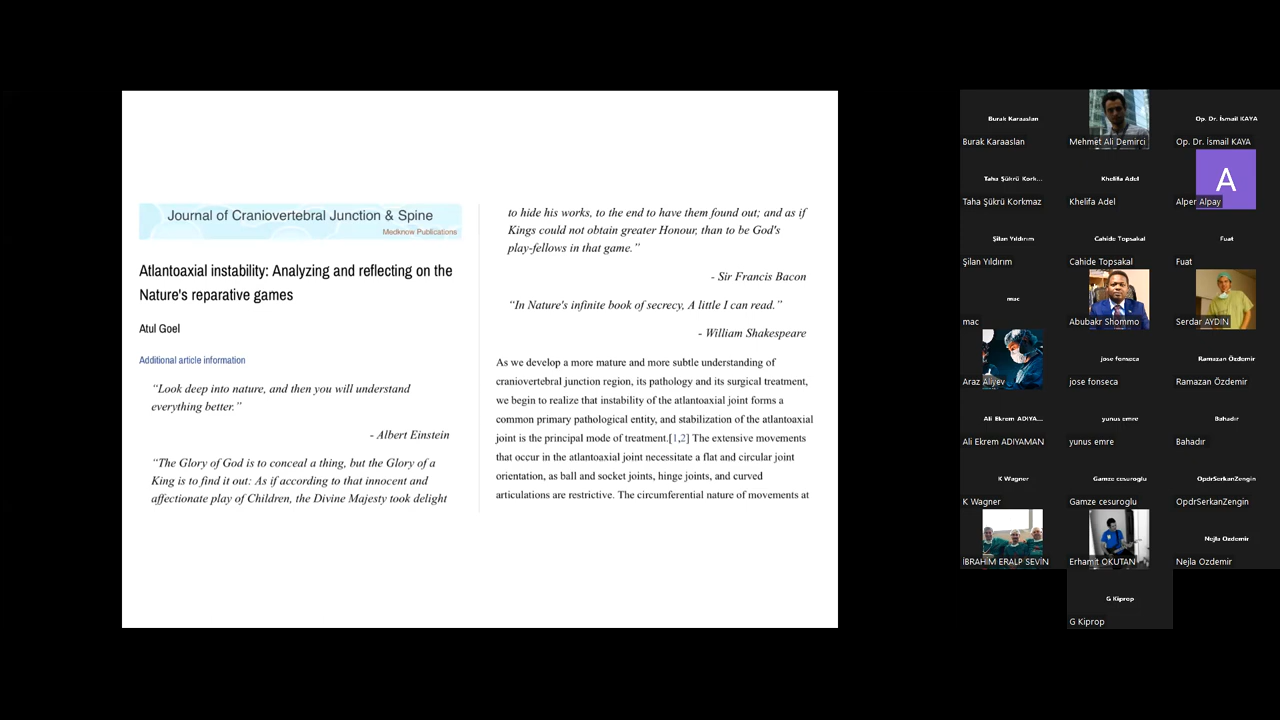 Journal of Craniovertebral Junction & Spine
Medknow Publications
Atlantoaxial instability: Analyzing and reflecting on the
Nature's reparative games
Atul Goel
Additional article information
“Look deep into nature, and then you will understand
everything better.”
- Albert Einstein
“The Glory of God is to conceal a thing, but the Glory of a
King is to find it out: As if according to that innocent and
affectionate play of Children, the Divine Majesty took delight
to hide his works, to the end to have them found out; and as if
Kings could not obtain greater Honour, than to be God's
play-fellows in that game.”
- Sir Francis Bacon
“In Nature's infinite book of secrecy, A little I can read.”
- William Shakespeare
As we develop a more mature and more subtle understanding of
craniovertebral junction region, its pathology and its surgical treatment,
we begin to realize that instability of the atlantoaxial joint forms a
common primary pathological entity, and stabilization of the atlantoaxial
joint is the principal mode of treatment.[1,2] The extensive movements
that occur in the atlantoaxial joint necessitate a flat and circular joint
orientation, as ball and socket joints, hinge joints, and curved
articulations are restrictive. The circumferential nature of movements at
Burak Karaaslan
Burak Karaaslan
Mehmet Ali Demirci
Op. Dr. İsmail KAYA
Op. Dr. İsmail KAYA
Taha Şükrü Kork...
Taha Şükrü Korkmaz
Khelifa Adel
Khelifa Adel
A
Alper Alpay
Şilan Yıldırım
Şilan Yıldırım
Cahide Topsakal
Cahide Topsakal
Fuat
Fuat
mac
mac
Abubakr Shommo
Serdar AYDIN
Araz Aliyev
jose fonseca
jose fonseca
Ramazan Özdemir
Ramazan Özdemir
Ali Ekrem ADIYA...
Ali Ekrem ADIYAMAN
yunus emre
yunus emre
Bahadır
Bahadır
K Wagner
K Wagner
Gamze cesuroglu
Gamze cesuroglu
OpdrSerkanZengin
OpdrSerkanZengin
İBRAHİM ERALP SEVİN
Erhamit OKUTAN
Nejla Ozdemir
Nejla Ozdemir
G Kiprop
G Kiprop